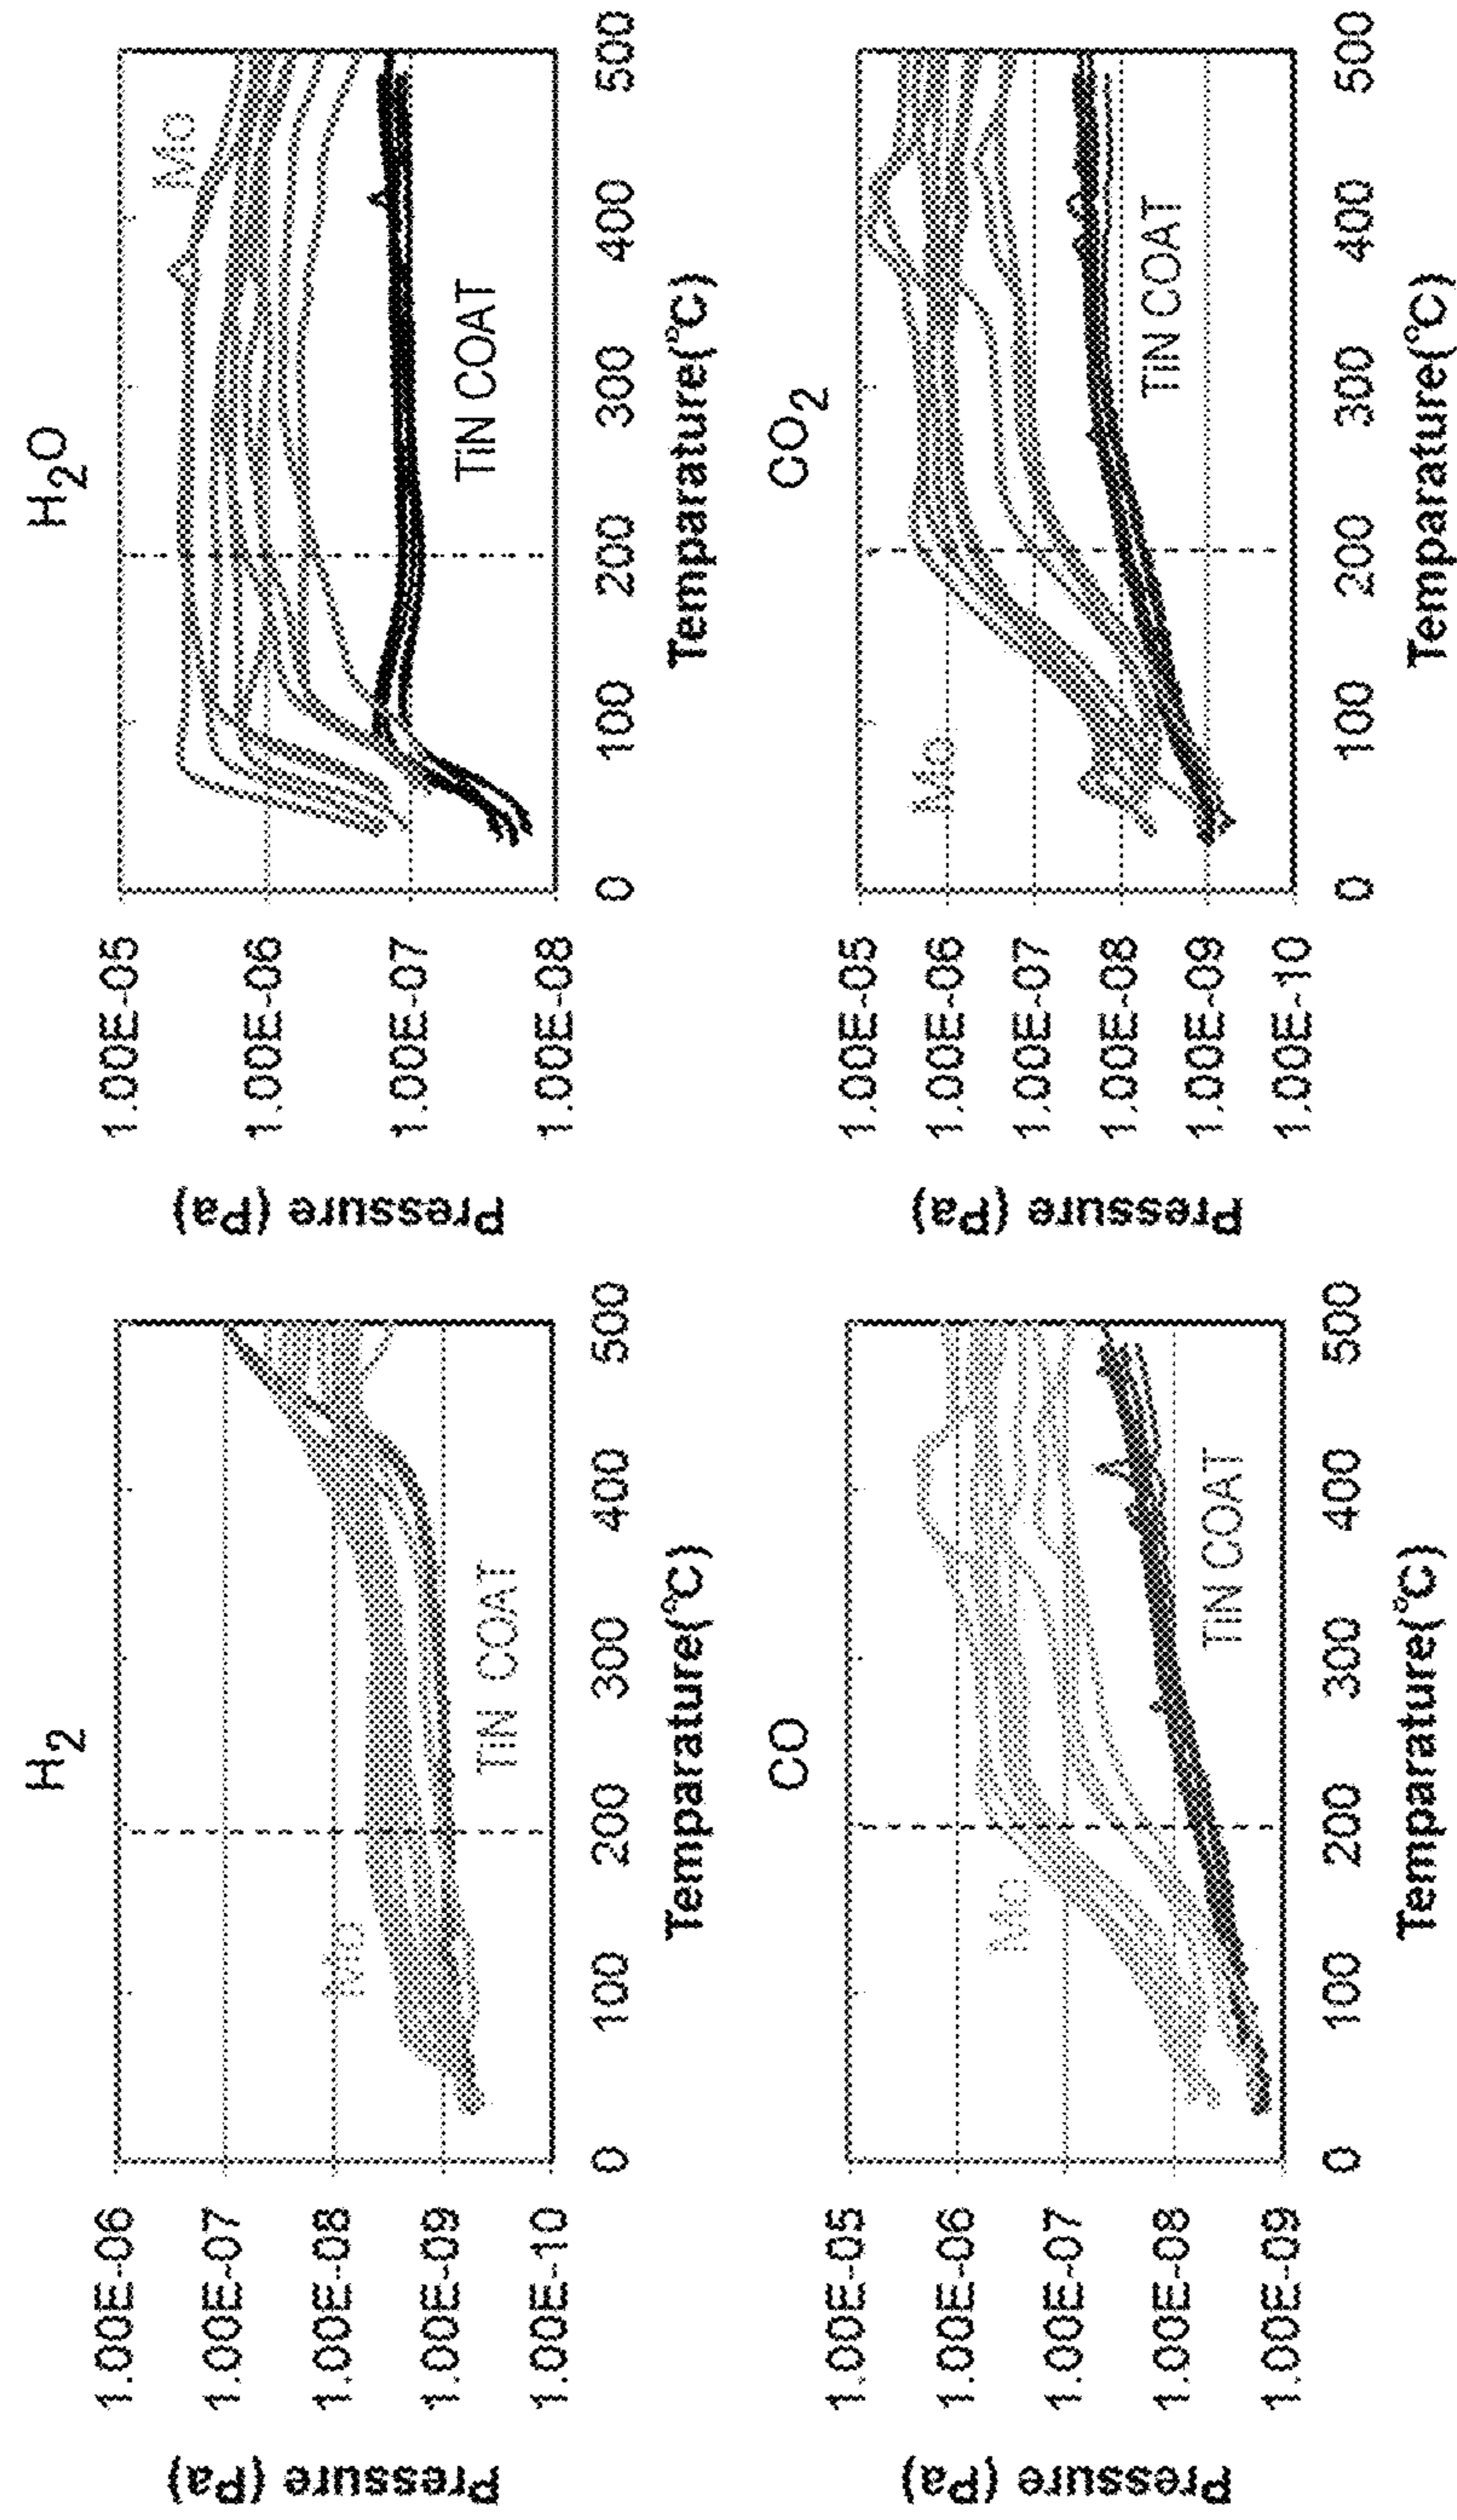 H2
Pressure (Pa)
1.00E-06
1.00E-07
1.00E-08
1.00E-09
1.00E-10
Mo
TiN COAT
0 100 200 300 400 500
Temparature(°C)
H2O
Pressure (Pa)
1.00E-05
1.00E-06
1.00E-07
1.00E-08
Mo
TiN COAT
0 100 200 300 400 500
Temparature(°C)
CO
Pressure (Pa)
1.00E-05
1.00E-06
1.00E-07
1.00E-08
1.00E-09
Mo
TiN COAT
0 100 200 300 400 500
Temparature(°C)
CO2
Pressure (Pa)
1.00E-05
1.00E-06
1.00E-07
1.00E-08
1.00E-09
1.00E-10
Mo
TiN COAT
0 100 200 300 400 500
Temparature(°C)